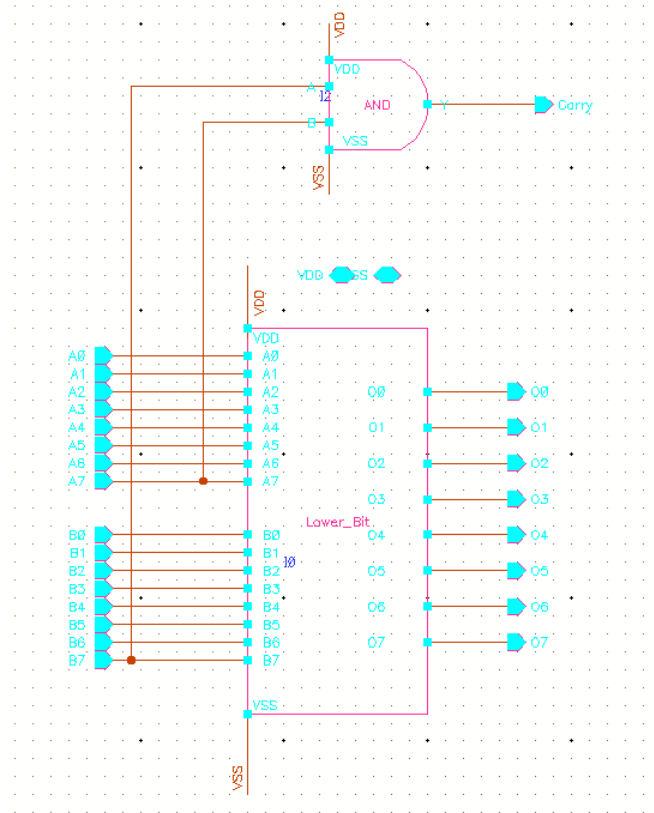 VDD
VDD
A
I2
AND
Y
Carry
B
VSS
VSS
VDD
SS
VDD
VDD
A0 A0
A1 A1
A2 A2 O0 O0
A3 A3
A4 A4 O1 O1
A5 A5
A6 A6 O2 O2
A7 A7
O3 O3
Lower_Bit
B0 B0 O4 O4
B1 B1
I0
B2 B2 O5 O5
B3 B3
B4 B4 O6 O6
B5 B5
B6 B6 O7 O7
B7 B7
VSS
VSS